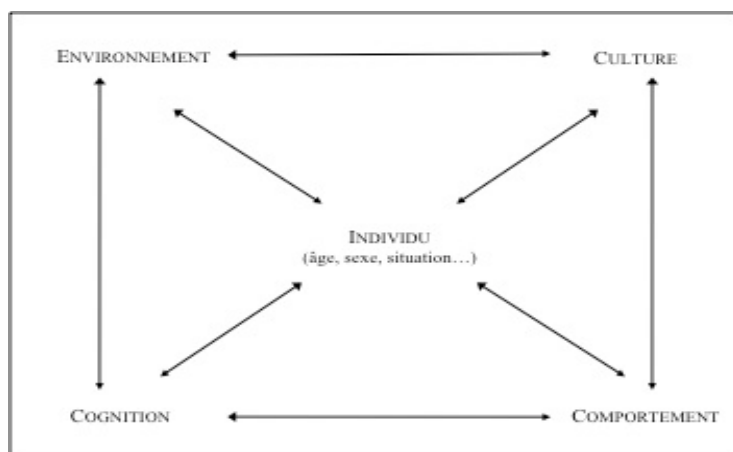 ENVIRONNEMENT
CULTURE
INDIVIDU
(âge, sexe, situation…)
COGNITION
COMPORTEMENT